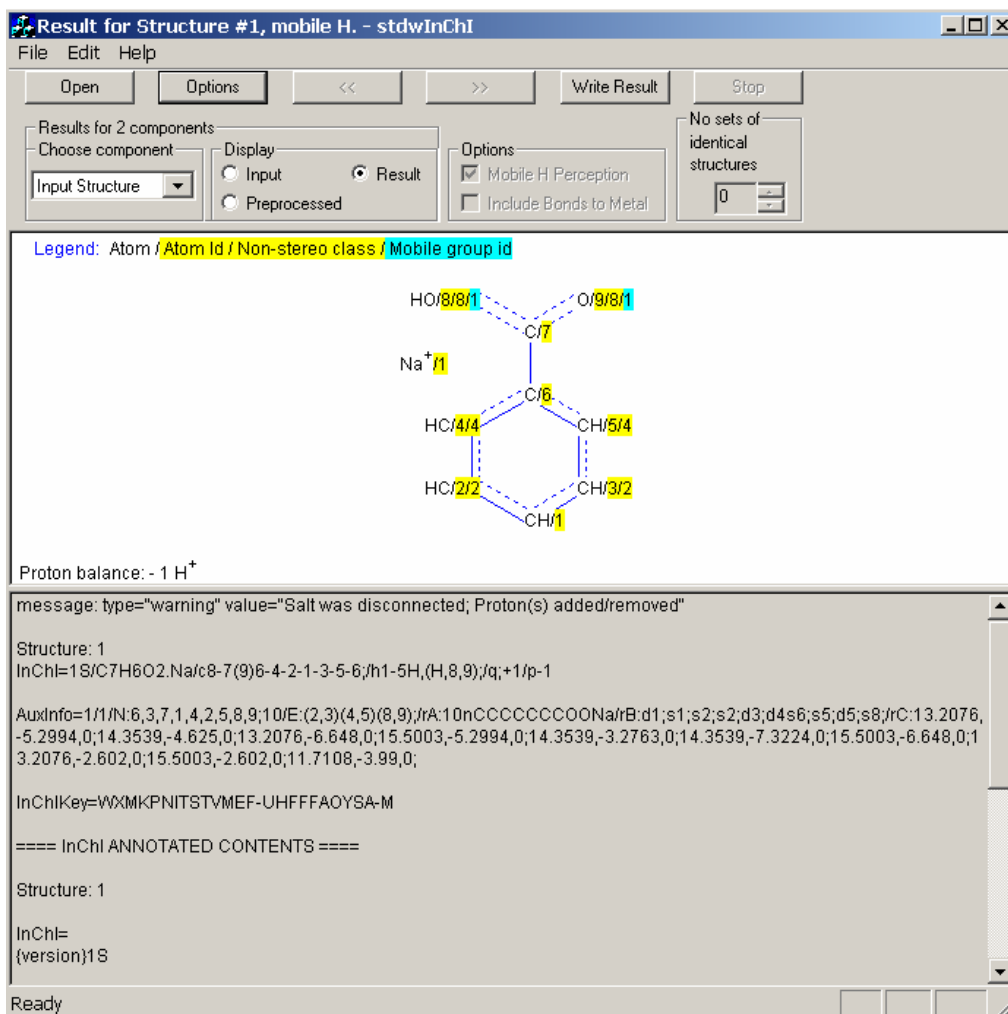 Result for Structure #1, mobile H. - stdwInChI
File Edit Help
Open Options << >> Write Result Stop
Results for 2 components
Choose component
Input Structure
Display
Input
Result
Preprocessed
Options
Mobile H Perception
Include Bonds to Metal
No sets of
identical
structures
0
Legend: Atom / Atom Id / Non-stereo class / Mobile group id
HO/8/8/1 O/9/8/1
C/7
Na+/1
C/6
HC/4/4 CH/5/4
HC/2/2 CH/3/2
CH/1
Proton balance: - 1 H+
message: type="warning" value="Salt was disconnected; Proton(s) added/removed"
Structure: 1
InChI=1S/C7H6O2.Na/c8-7(9)6-4-2-1-3-5-6;/h1-5H,(H,8,9);/q;+1/p-1
AuxInfo=1/1/N:6,3,7,1,4,2,5,8,9;10/E:(2,3)(4,5)(8,9);/rA:10nCCCCCCCOONa/rB:d1;s1;s2;s2;d3;d4s6;s5;d5;s8;/rC:13.2076,
-5.2994,0;14.3539,-4.625,0;13.2076,-6.648,0;15.5003,-5.2994,0;14.3539,-3.2763,0;14.3539,-7.3224,0;15.5003,-6.648,0;1
3.2076,-2.602,0;15.5003,-2.602,0;11.7108,-3.99,0;
InChIKey=WXMKPNITSTVMEF-UHFFFAOYSA-M
==== InChI ANNOTATED CONTENTS ====
Structure: 1
InChI=
{version}1S
Ready